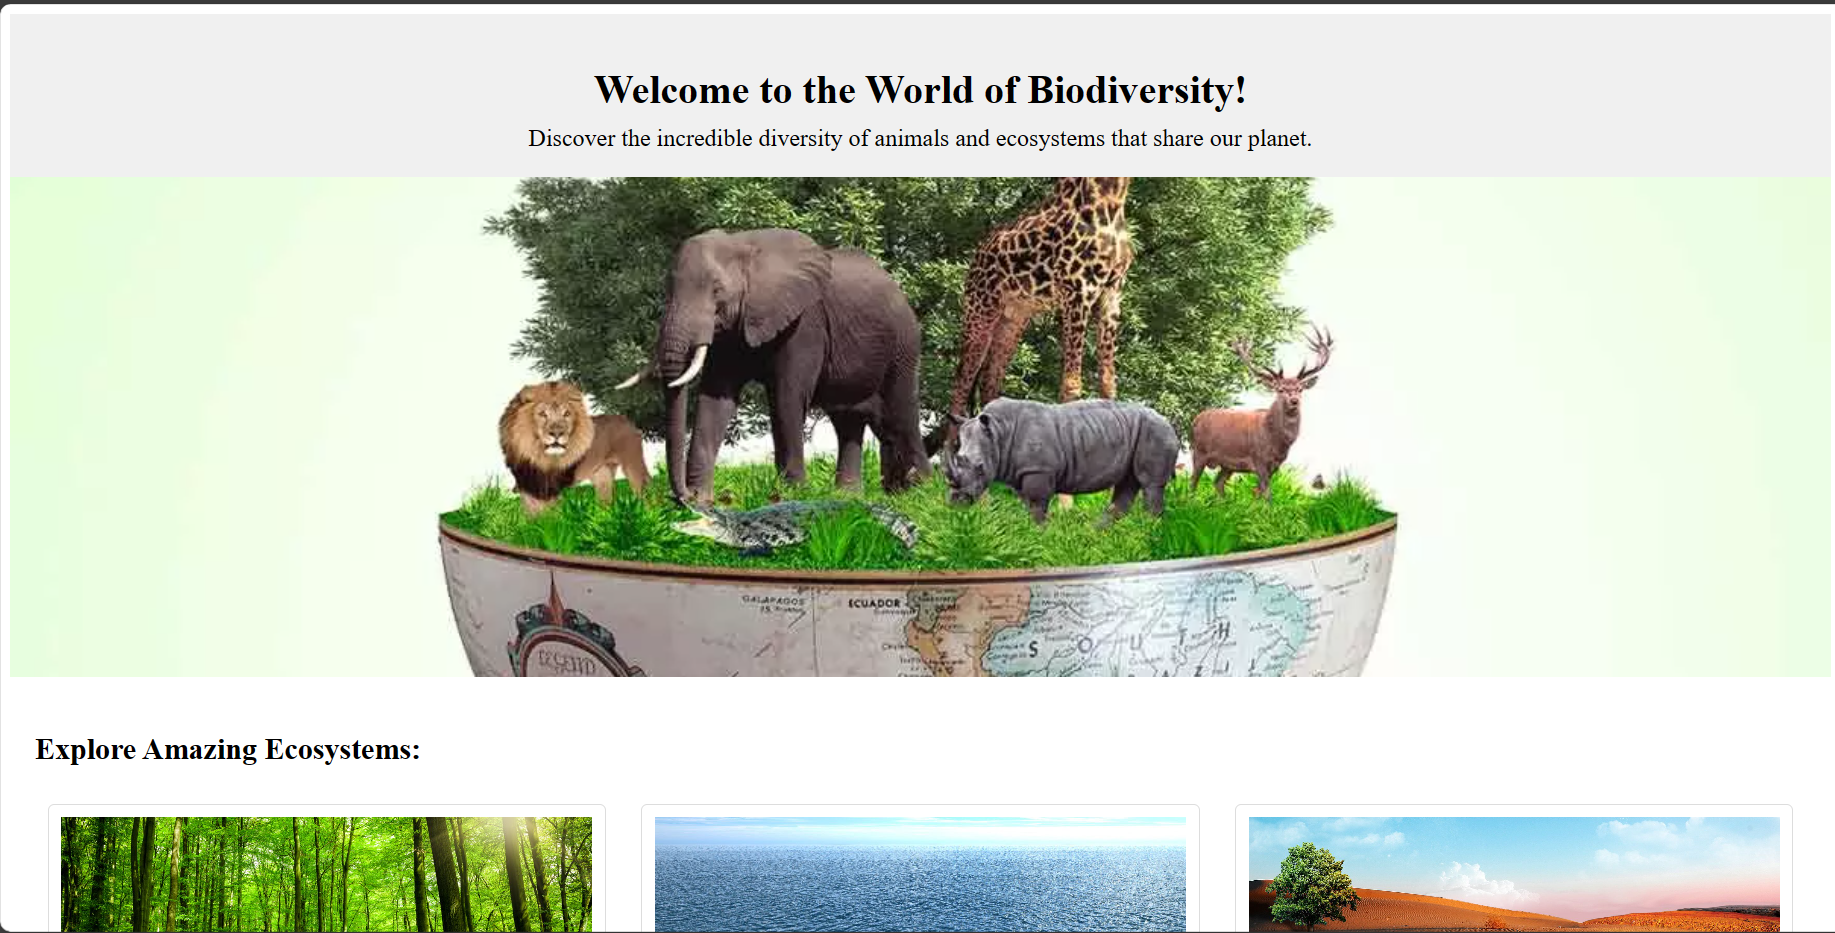 Welcome to the World of Biodiversity!
Discover the incredible diversity of animals and ecosystems that share our planet.
GALAPAGOS
ECUADOR
LEGEND
S O U T H
Explore Amazing Ecosystems: